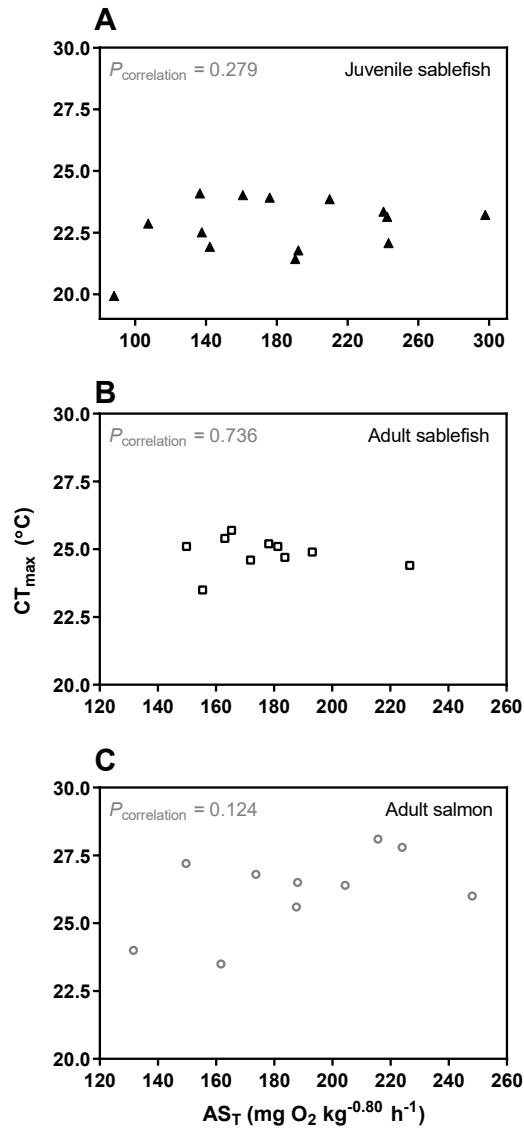 A
P correlation = 0.279
Juvenile sablefish
30.0
27.5
25.0
22.5
20.0
100 140 180 220 260 300
B
P correlation = 0.736
Adult sablefish
30.0
27.5
25.0
22.5
20.0
120 140 160 180 200 220 240 260
CTmax (°C)
C
P correlation = 0.124
Adult salmon
30.0
27.5
25.0
22.5
20.0
120 140 160 180 200 220 240 260
AST (mg O2 kg-0.80 h-1)